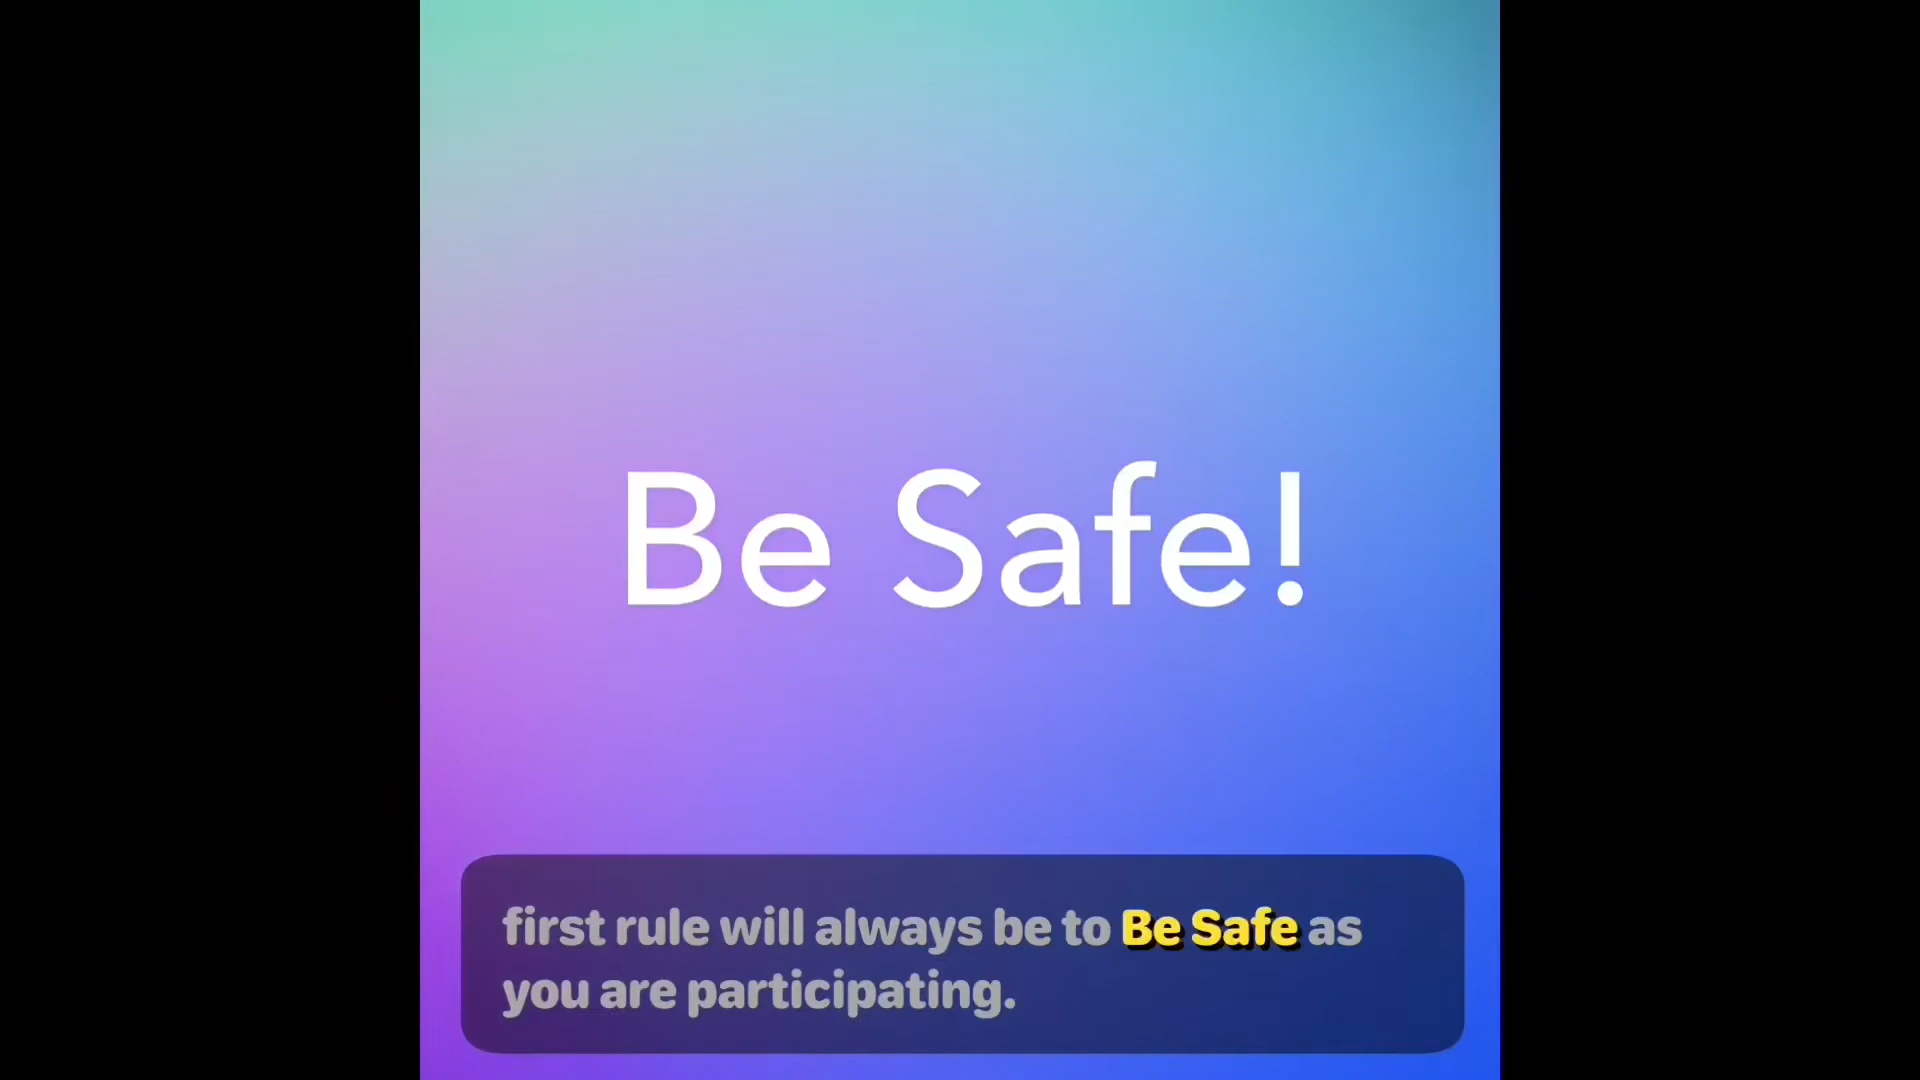 Be Safe!
first rule will always be to Be Safe as
you are participating.